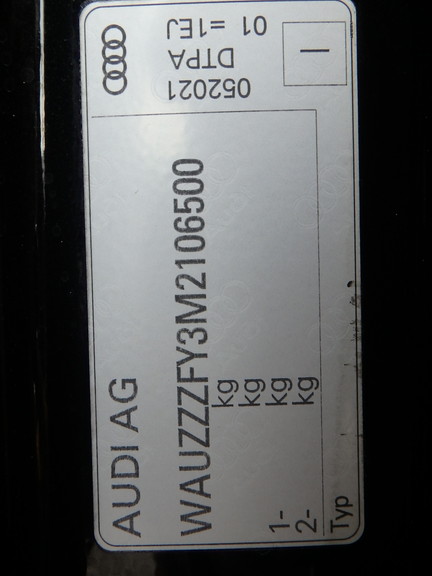 AUDI AG
WAUZZZFY3M2106500
kg
kg
1- kg
2- kg
Typ
052021
DTPA
01 =1EJ